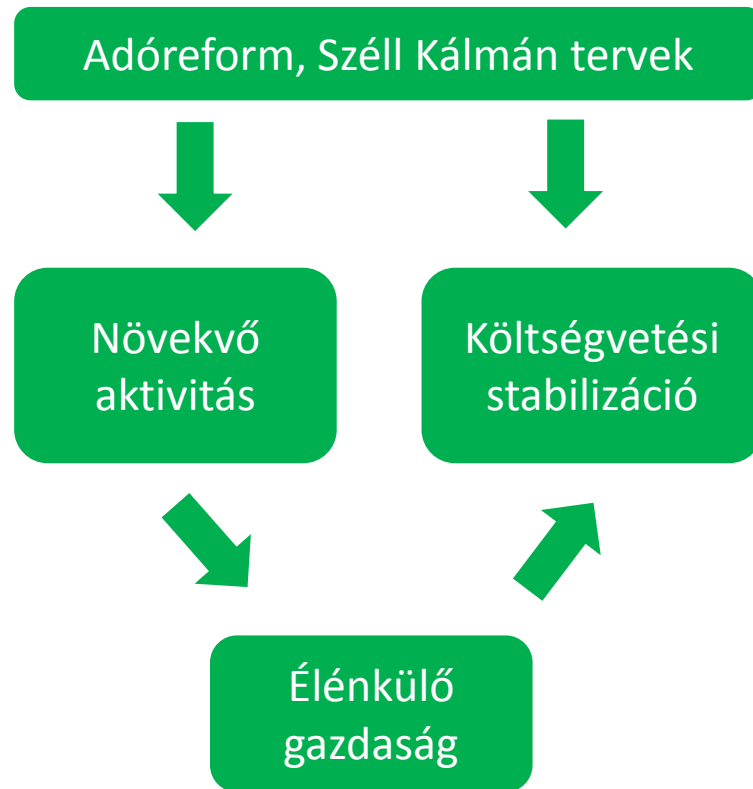 Adóreform, Széll Kálmán tervek
Növekvő
aktivitás
Költségvetési
stabilizáció
Élénkülő
gazdaság